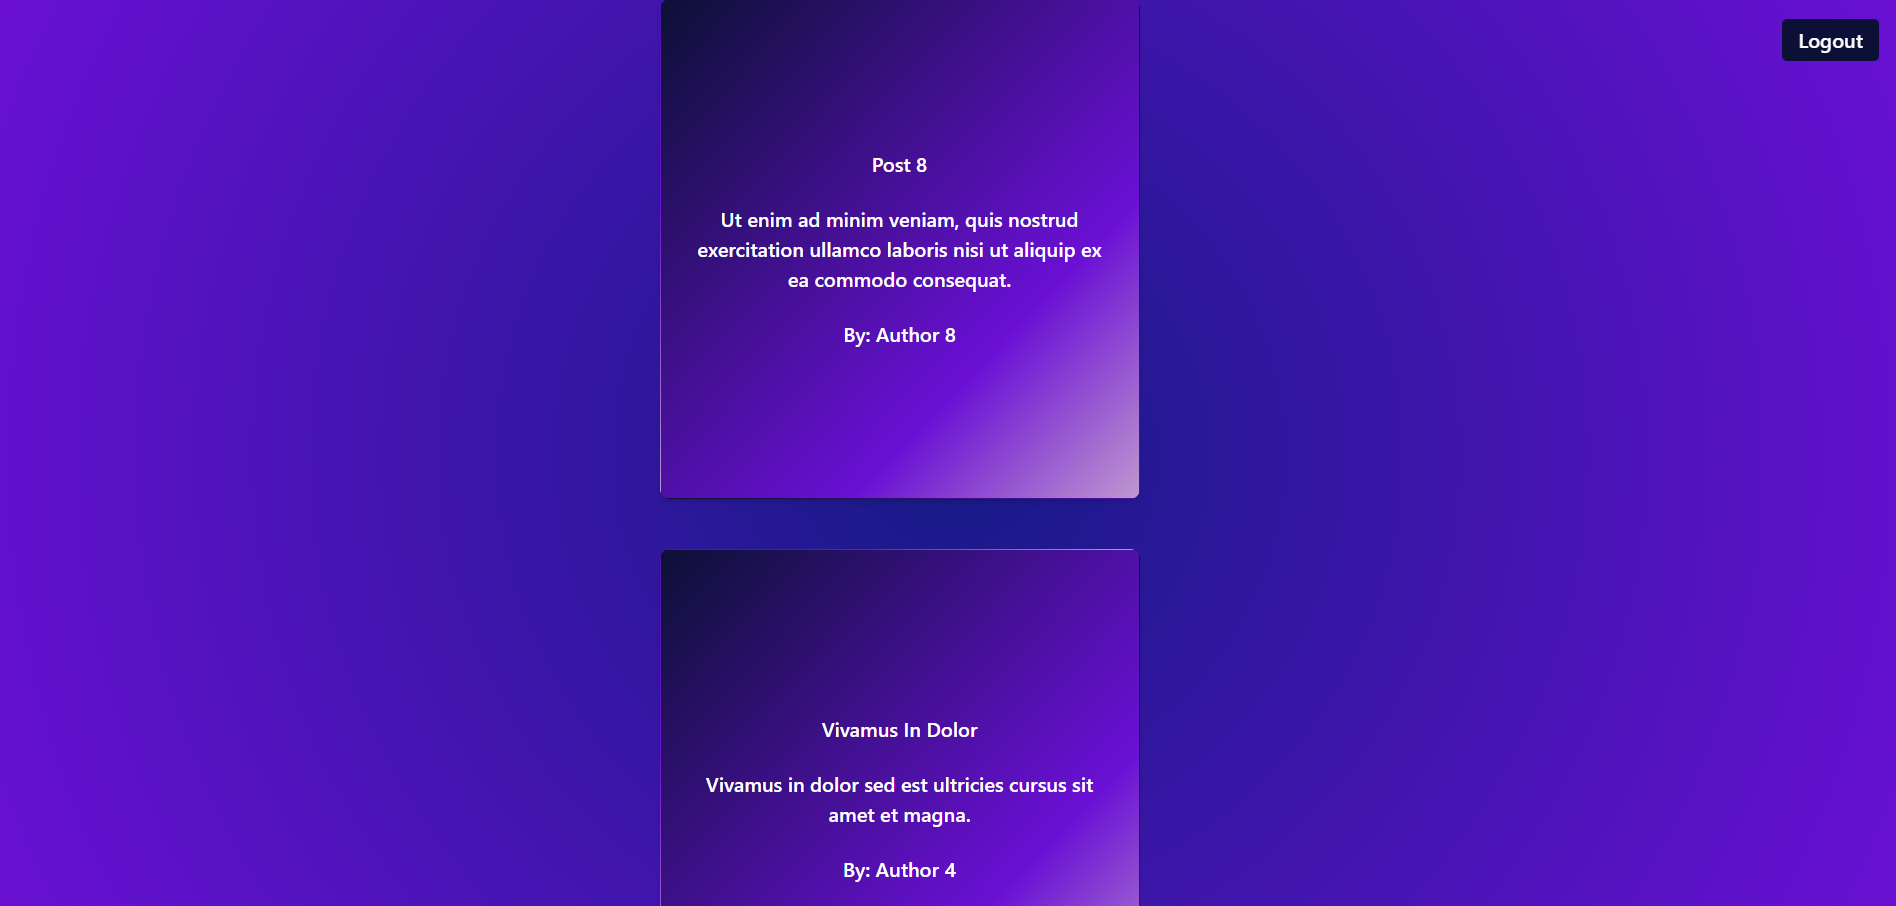 Logout
Post 8
Ut enim ad minim veniam, quis nostrud
exercitation ullamco laboris nisi ut aliquip ex
ea commodo consequat.
By: Author 8
Vivamus In Dolor
Vivamus in dolor sed est ultricies cursus sit
amet et magna.
By: Author 4